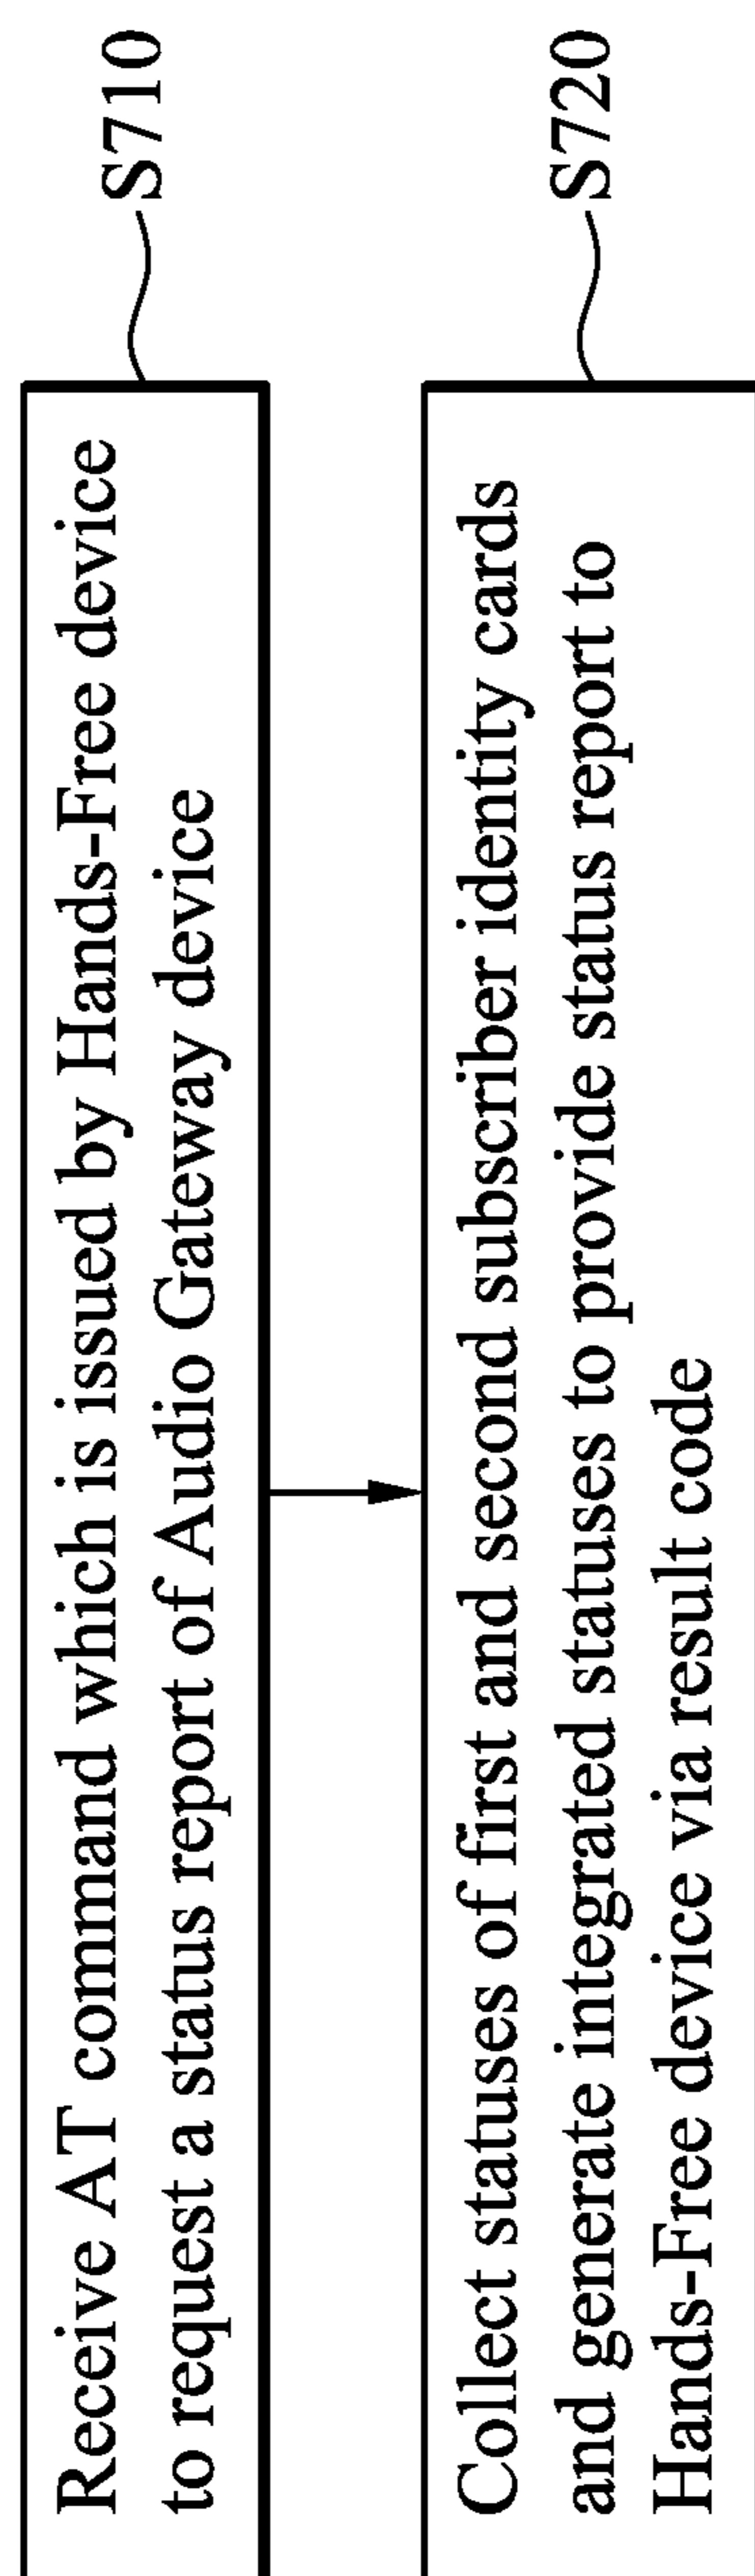 Receive AT command which is issued by Hands-Free device
to request a status report of Audio Gateway device
S710
Collect statuses of first and second subscriber identity cards
and generate integrated statuses to provide status report to
Hands-Free device via result code
S720